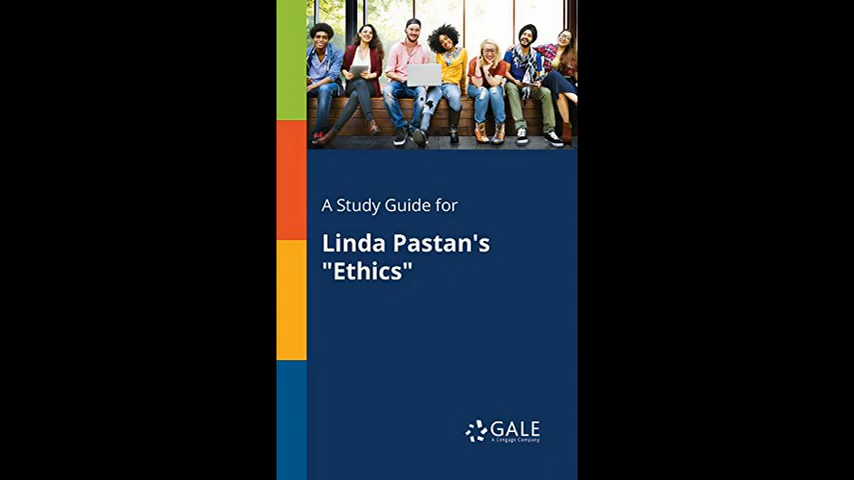 A Study Guide for
Linda Pastan's
"Ethics"
GALE
A Cengage Company